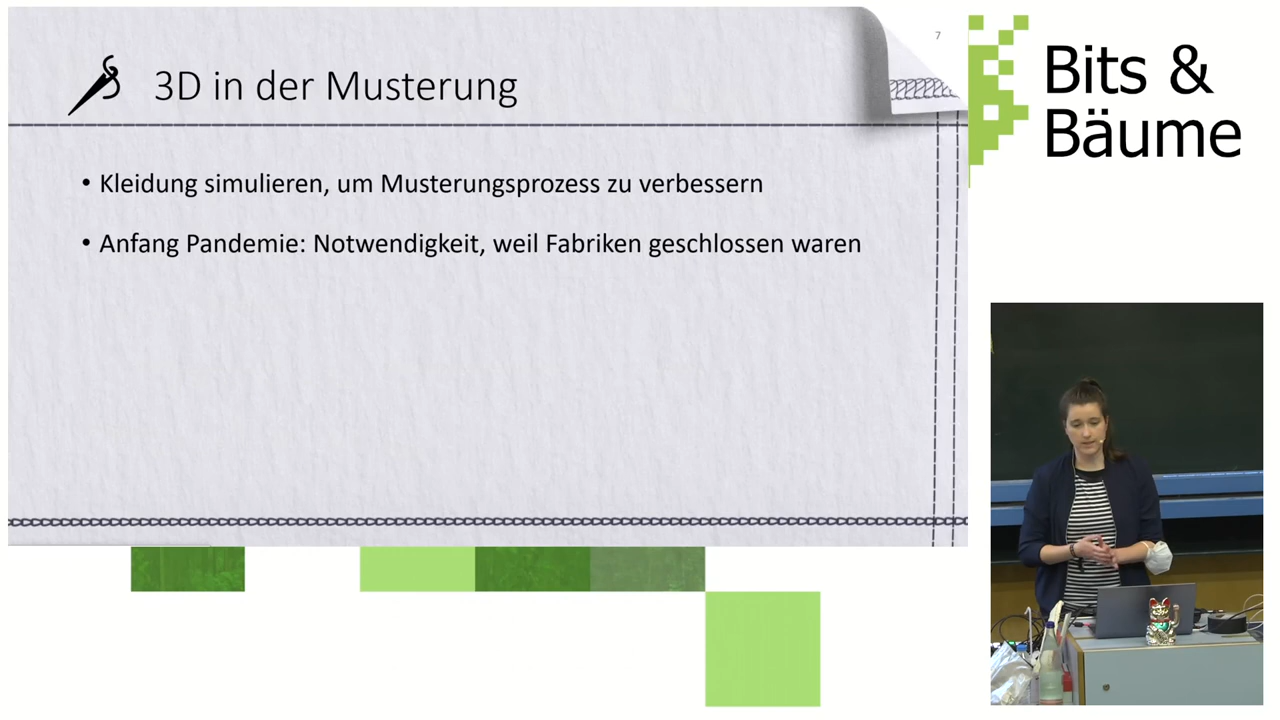 7
3D in der Musterung
• Kleidung simulieren, um Musterungsprozess zu verbessern
• Anfang Pandemie: Notwendigkeit, weil Fabriken geschlossen waren
Bits &
Bäume